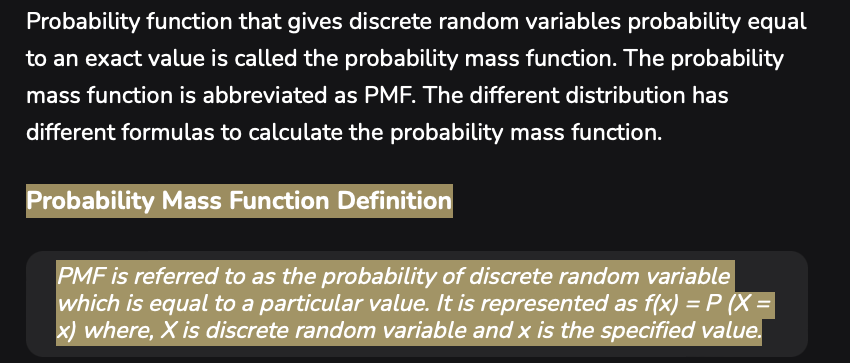 Probability function that gives discrete random variables probability equal
to an exact value is called the probability mass function. The probability
mass function is abbreviated as PMF. The different distribution has
different formulas to calculate the probability mass function.
Probability Mass Function Definition
PMF is referred to as the probability of discrete random variable
which is equal to a particular value. It is represented as f(x) = P (X =
x) where, X is discrete random variable and x is the specified value.